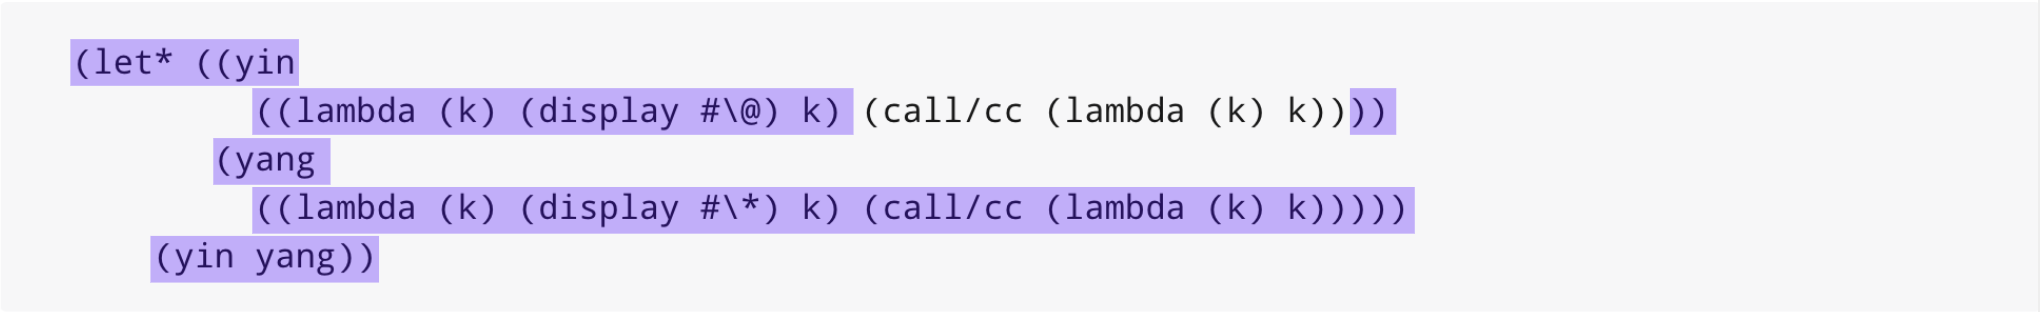 (let* ((yin
((lambda (k) (display #\@) k) (call/cc (lambda (k) k))))
(yang
((lambda (k) (display #\*) k) (call/cc (lambda (k) k)))))
(yin yang))